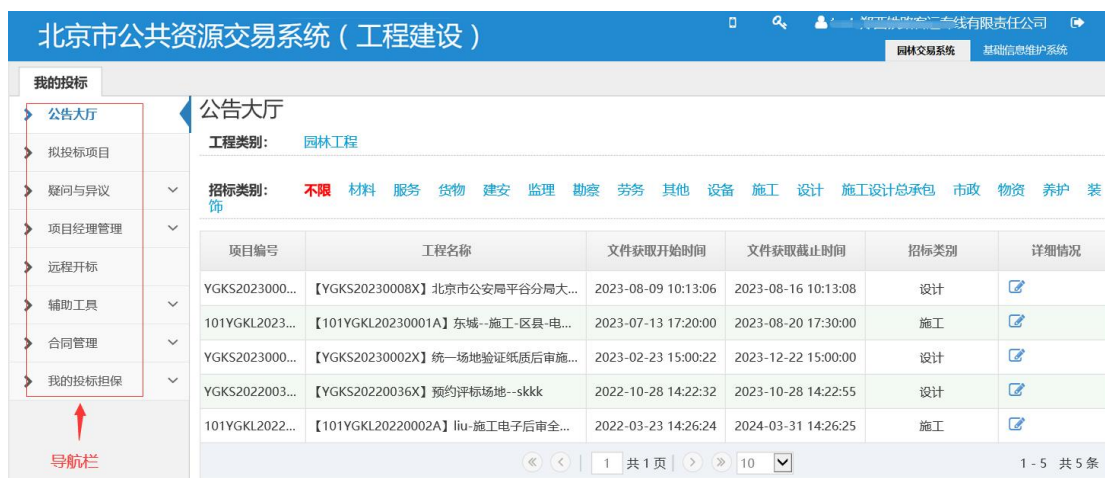 北京市公共资源交易系统（工程建设）
线有限责任公司
园林交易系统 基础信息维护系统
我的投标
公告大厅
拟投标项目
疑问与异议
项目经理管理
远程开标
辅助工具
合同管理
我的投标担保
导航栏
公告大厅
工程类别： 园林工程
招标类别： 不限 材料 服务 货物 建安 监理 勘察 劳务 其他 设备 施工 设计 施工设计总承包 市政 物资 养护 装
饰
项目编号 工程名称 文件获取开始时间 文件获取截止时间 招标类别 详细情况
YGKS2023000... 【YGKS20230008X】北京市公安局平谷分局大... 2023-08-09 10:13:06 2023-08-16 10:13:08 设计
101YGKL2023... 【101YGKL20230001A】东城--施工-区县-电... 2023-07-13 17:20:00 2023-08-20 17:30:00 施工
YGKS2023000... 【YGKS20230002X】统一场地验证纸质后审施... 2023-02-23 15:00:22 2023-12-22 15:00:00 设计
YGKS2022003... 【YGKS20220036X】预约评标场地--skkk 2022-10-28 14:22:32 2023-10-28 14:22:55 设计
101YGKL2022... 【101YGKL20220002A】liu-施工电子后审全... 2022-03-23 14:26:24 2024-03-31 14:26:25 施工
1 共1页 10 1 - 5 共5条